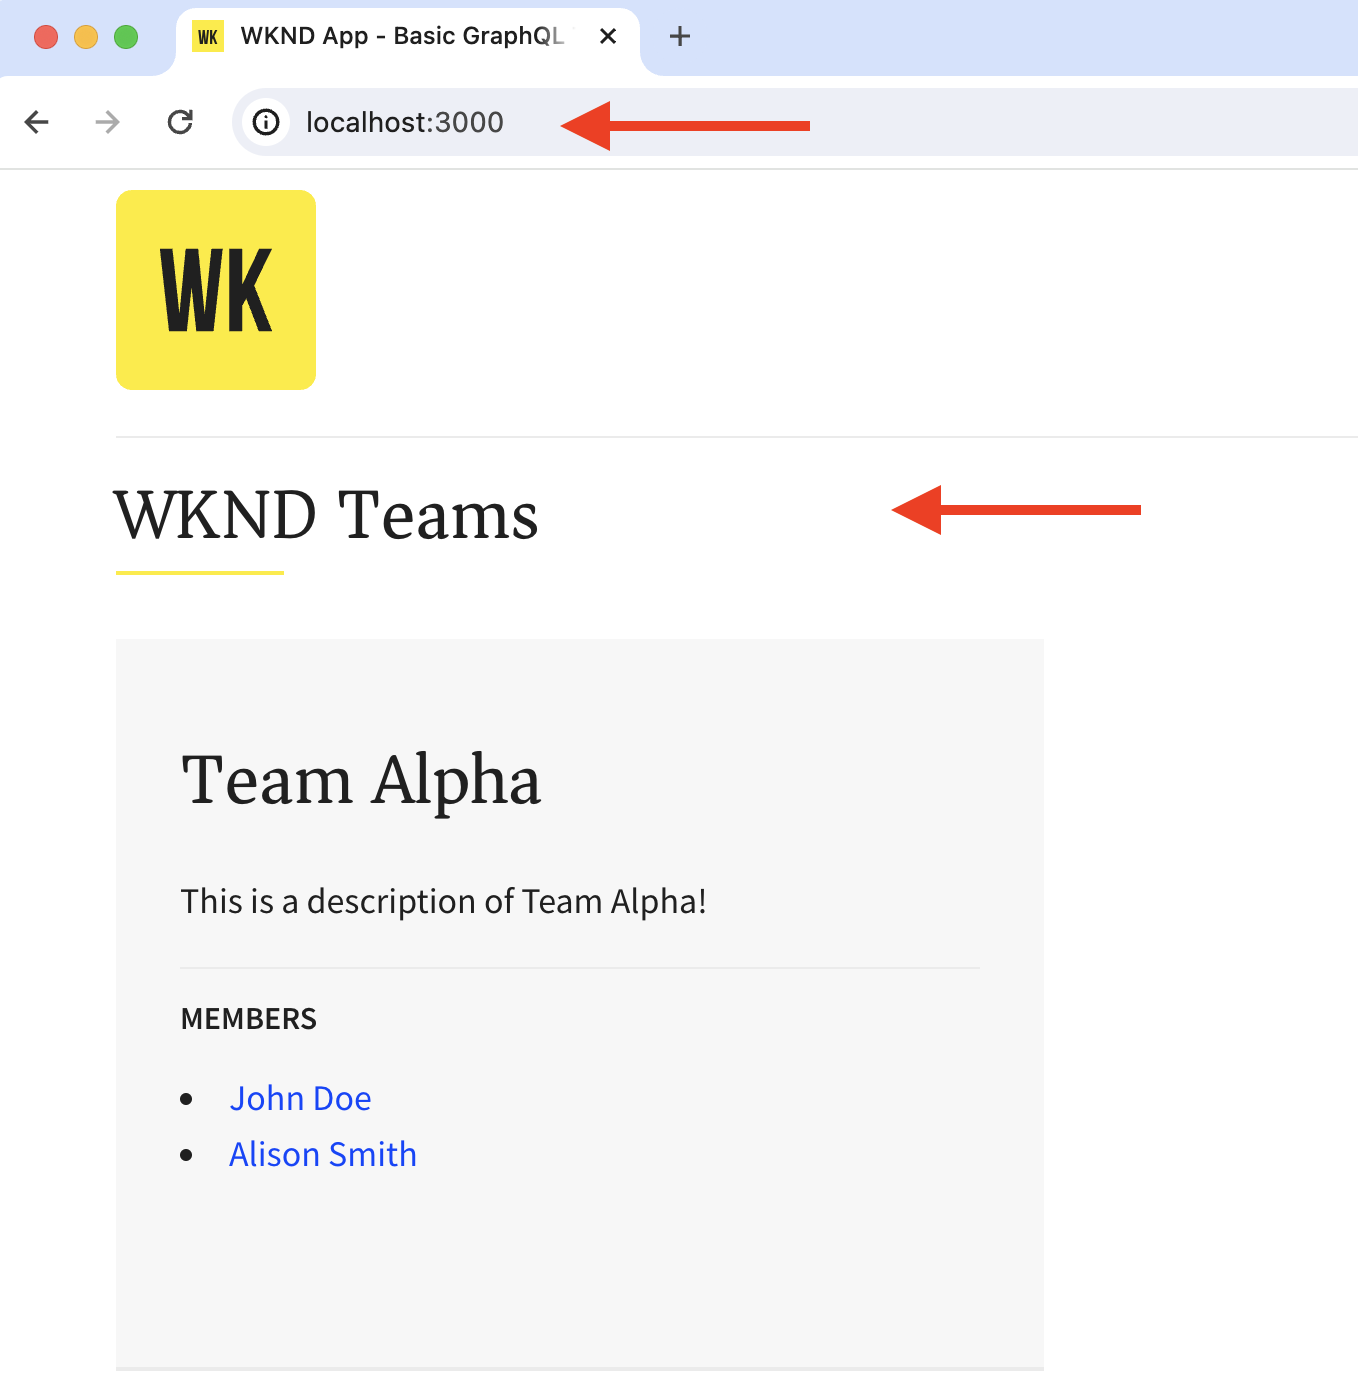 WK WKND App - Basic GraphQL
localhost:3000
WK
WKND Teams
Team Alpha
This is a description of Team Alpha!
MEMBERS
John Doe
Alison Smith